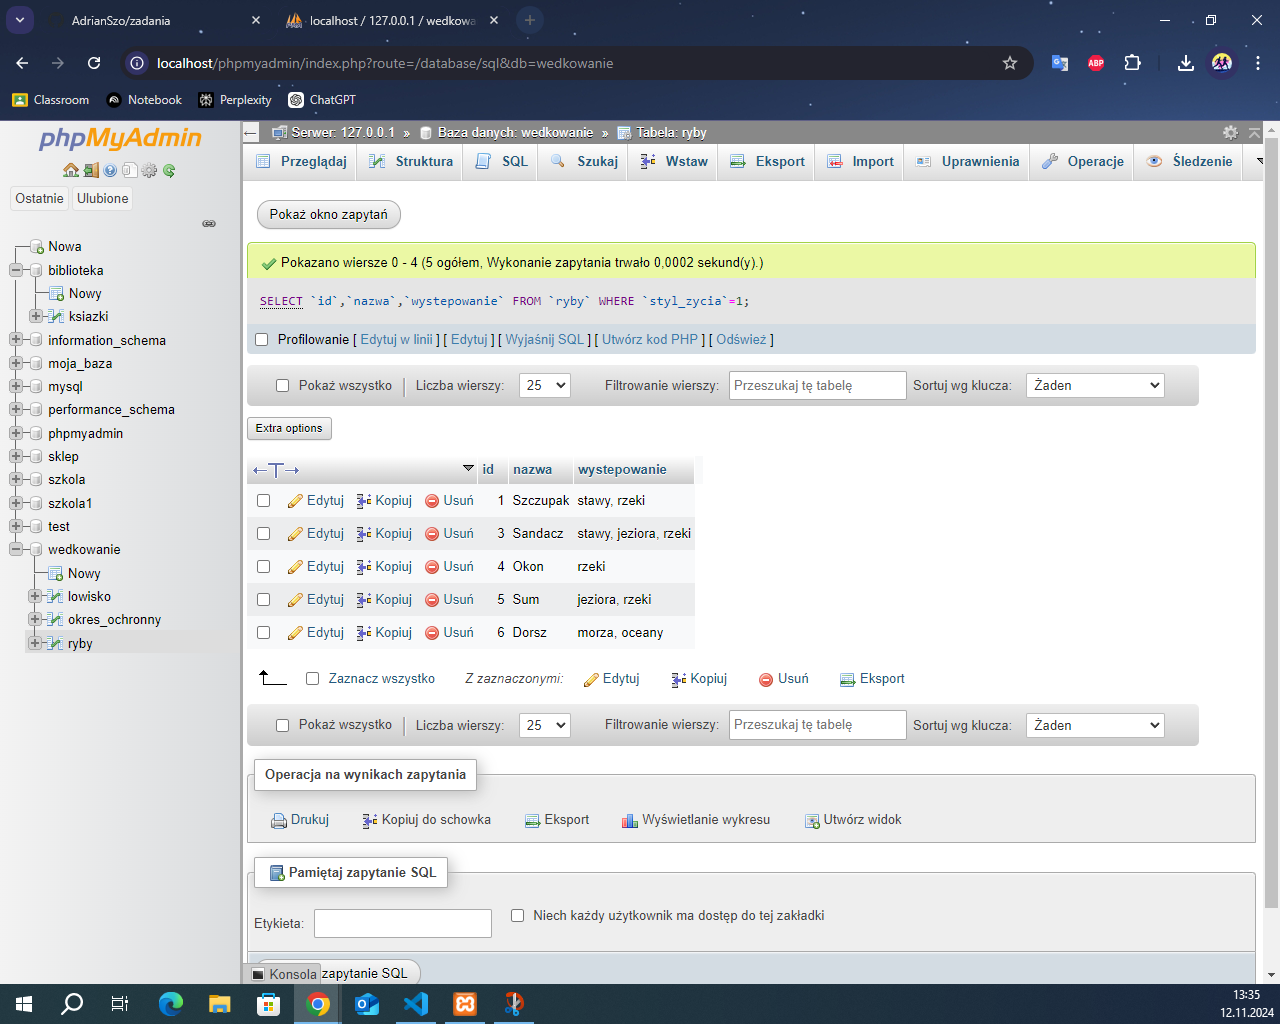 AdrianSzo/zadania
localhost / 127.0.0.1 / wedkowa
localhost/phpmyadmin/index.php?route=/database/sql&db=wedkowanie
ABP
Classroom
Notebook
Perplexity
ChatGPT
phpMyAdmin
Ostatnie
Ulubione
Nowa
biblioteka
Nowy
ksiazki
information_schema
moja_baza
mysql
performance_schema
phpmyadmin
sklep
szkola
szkola1
test
wedkowanie
Nowy
lowisko
okres_ochronny
ryby
Serwer: 127.0.0.1 » Baza danych: wedkowanie » Tabela: ryby
Przeglądaj
Struktura
SQL
Szukaj
Wstaw
Eksport
Import
Uprawnienia
Operacje
Śledzenie
Pokaż okno zapytań
Pokazano wiersze 0 - 4 (5 ogółem, Wykonanie zapytania trwało 0,0002 sekund(y).)
SELECT `id`,`nazwa`,`wystepowanie` FROM `ryby` WHERE `styl_zycia`=1;
Profilowanie [ Edytuj w linii ] [ Edytuj ] [ Wyjaśnij SQL ] [ Utwórz kod PHP ] [ Odśwież ]
Pokaż wszystko | Liczba wierszy: 25 Filtrowanie wierszy: Przeszukaj tę tabelę Sortuj wg klucza: Żaden
Extra options
←T→ id nazwa wystepowanie
Edytuj Kopiuj Usuń 1 Szczupak stawy, rzeki
Edytuj Kopiuj Usuń 3 Sandacz stawy, jeziora, rzeki
Edytuj Kopiuj Usuń 4 Okon rzeki
Edytuj Kopiuj Usuń 5 Sum jeziora, rzeki
Edytuj Kopiuj Usuń 6 Dorsz morza, oceany
Zaznacz wszystko Z zaznaczonymi: Edytuj Kopiuj Usuń Eksport
Pokaż wszystko | Liczba wierszy: 25 Filtrowanie wierszy: Przeszukaj tę tabelę Sortuj wg klucza: Żaden
Operacja na wynikach zapytania
Drukuj Kopiuj do schowka Eksport Wyświetlanie wykresu Utwórz widok
Pamiętaj zapytanie SQL
Etykieta: Niech każdy użytkownik ma dostęp do tej zakładki
Konsola zapytanie SQL
13:35
12.11.2024